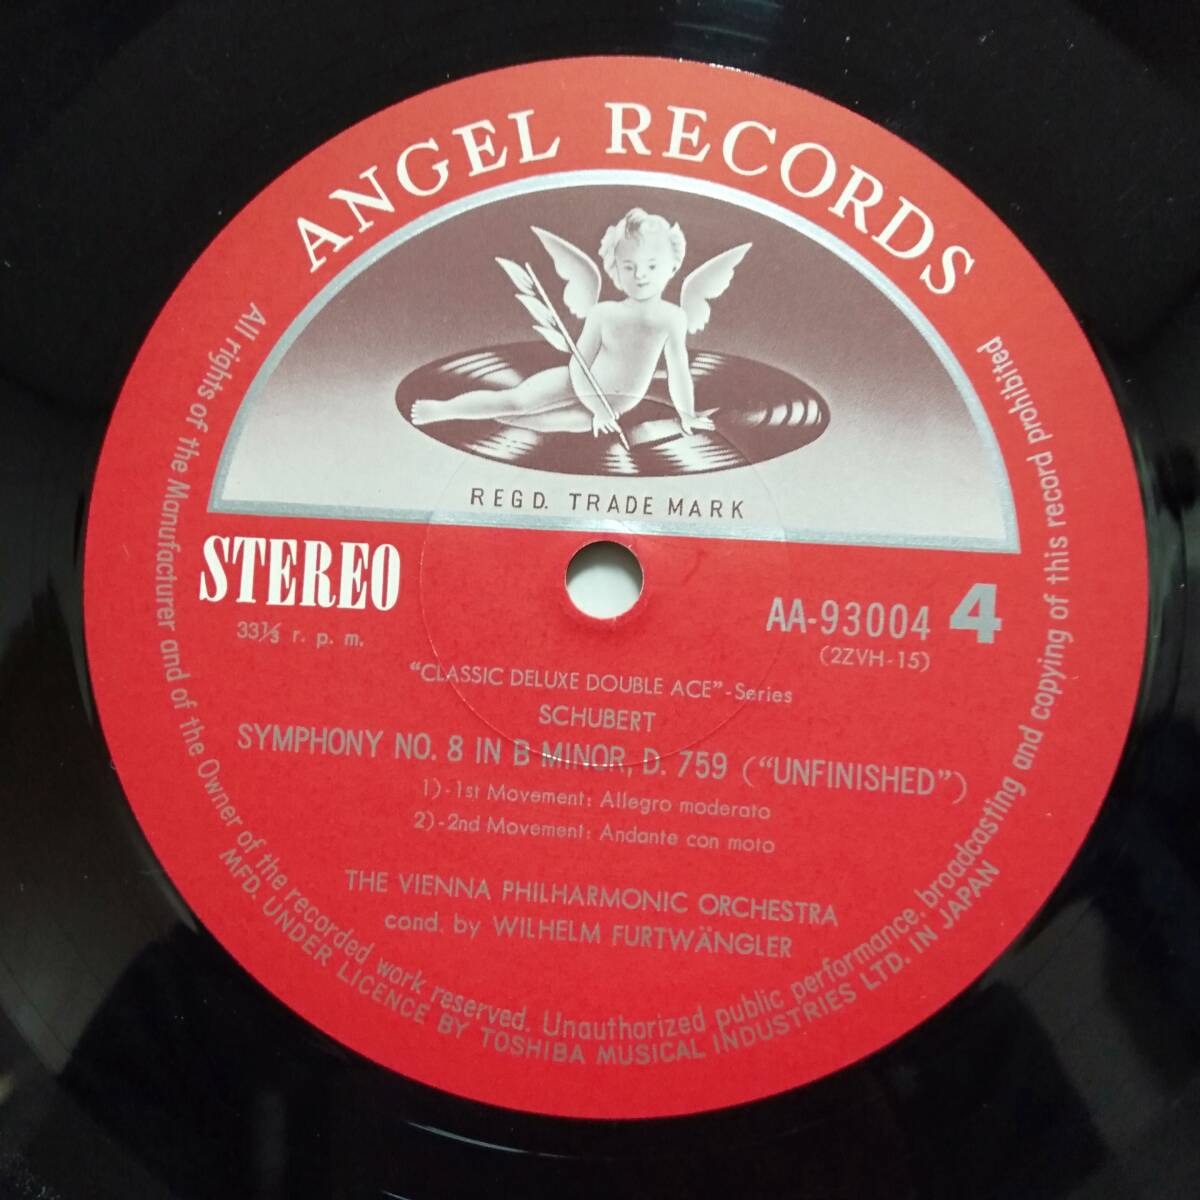 ANGEL RECORDS
REGD. TRADE MARK
STEREO
33⅓ r. p. m.
AA-93004 4
(2ZVH-15)
"CLASSIC DELUXE DOUBLE ACE"-Series
SCHUBERT
SYMPHONY NO. 8 IN B MINOR, D. 759 ("UNFINISHED")
1)-1st Movement: Allegro moderato
2)-2nd Movement: Andante con moto
THE VIENNA PHILHARMONIC ORCHESTRA
cond. by WILHELM FURTWÄNGLER
All rights of the Manufacturer and of the Owner of the recorded work reserved. Unauthorized public performance, broadcasting and copying of this record prohibited
MFD. UNDER LICENCE BY TOSHIBA MUSICAL INDUSTRIES LTD. IN JAPAN